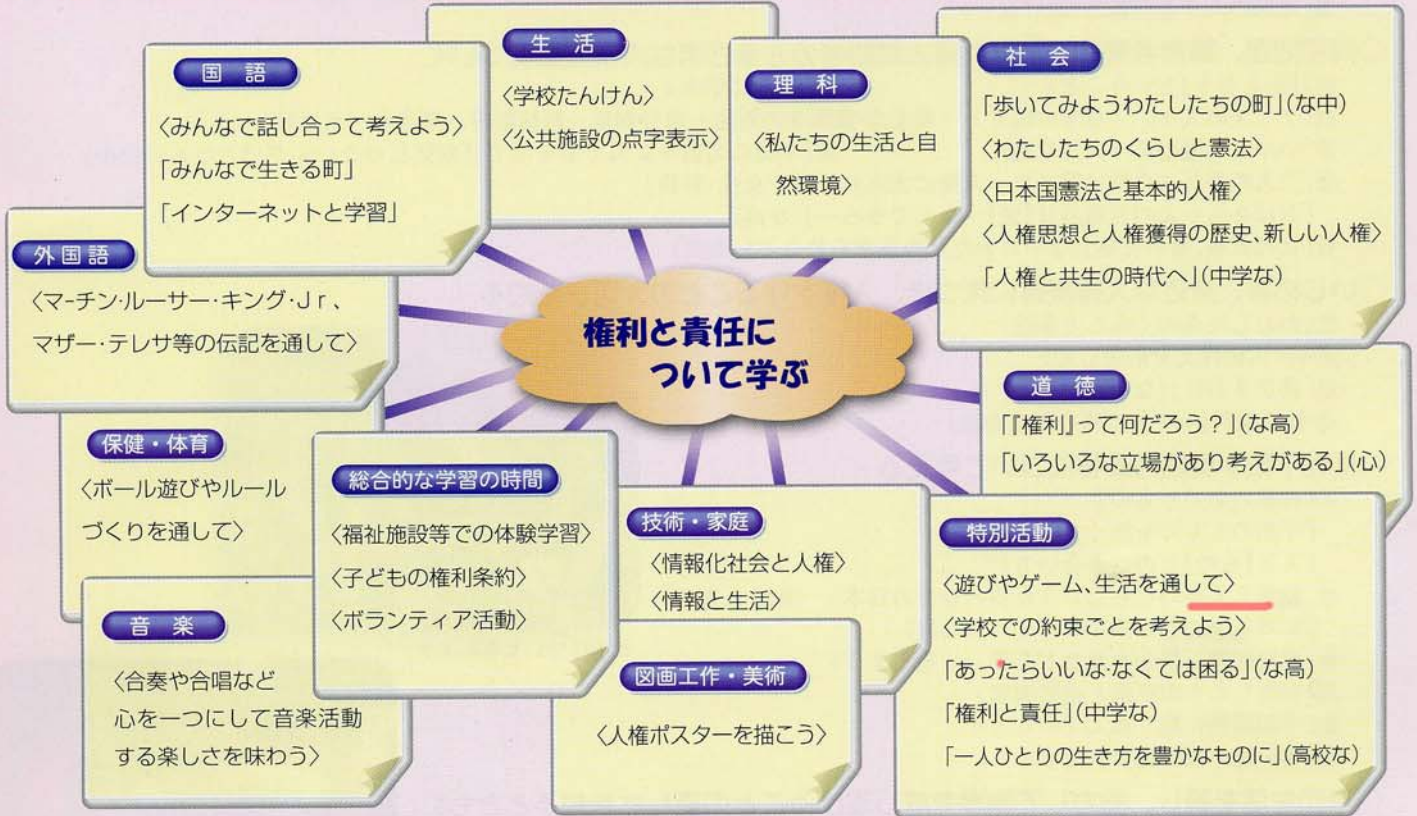 国語
〈みんなで話し合って考えよう〉
「みんなで生きる町」
「インターネットと学習」
生活
〈学校たんけん〉
〈公共施設の点字表示〉
理科
〈私たちの生活と自
然環境〉
社会
「歩いてみようわたしたちの町」(な中)
〈わたしたちのくらしと憲法〉
〈日本国憲法と基本的人権〉
〈人権思想と人権獲得の歴史、新しい人権〉
「人権と共生の時代へ」(中学な)
外国語
〈マーチン・ルーサー・キング・Jr、
マザー・テレサ等の伝記を通して〉
権利と責任に
ついて学ぶ
道徳
「『権利』って何だろう?」(な高)
「いろいろな立場があり考えがある」(心)
保健・体育
〈ボール遊びやルール
づくりを通して〉
総合的な学習の時間
〈福祉施設等での体験学習〉
〈子どもの権利条約〉
〈ボランティア活動〉
技術・家庭
〈情報化社会と人権〉
〈情報と生活〉
特別活動
〈遊びやゲーム、生活を通して〉
〈学校での約束ごとを考えよう〉
「あったらいいな・なくては困る」(な高)
「権利と責任」(中学な)
「一人ひとりの生き方を豊かなものに」(高校な)
音楽
〈合奏や合唱など
心を一つにして音楽活動
する楽しさを味わう〉
図画工作・美術
〈人権ポスターを描こう〉